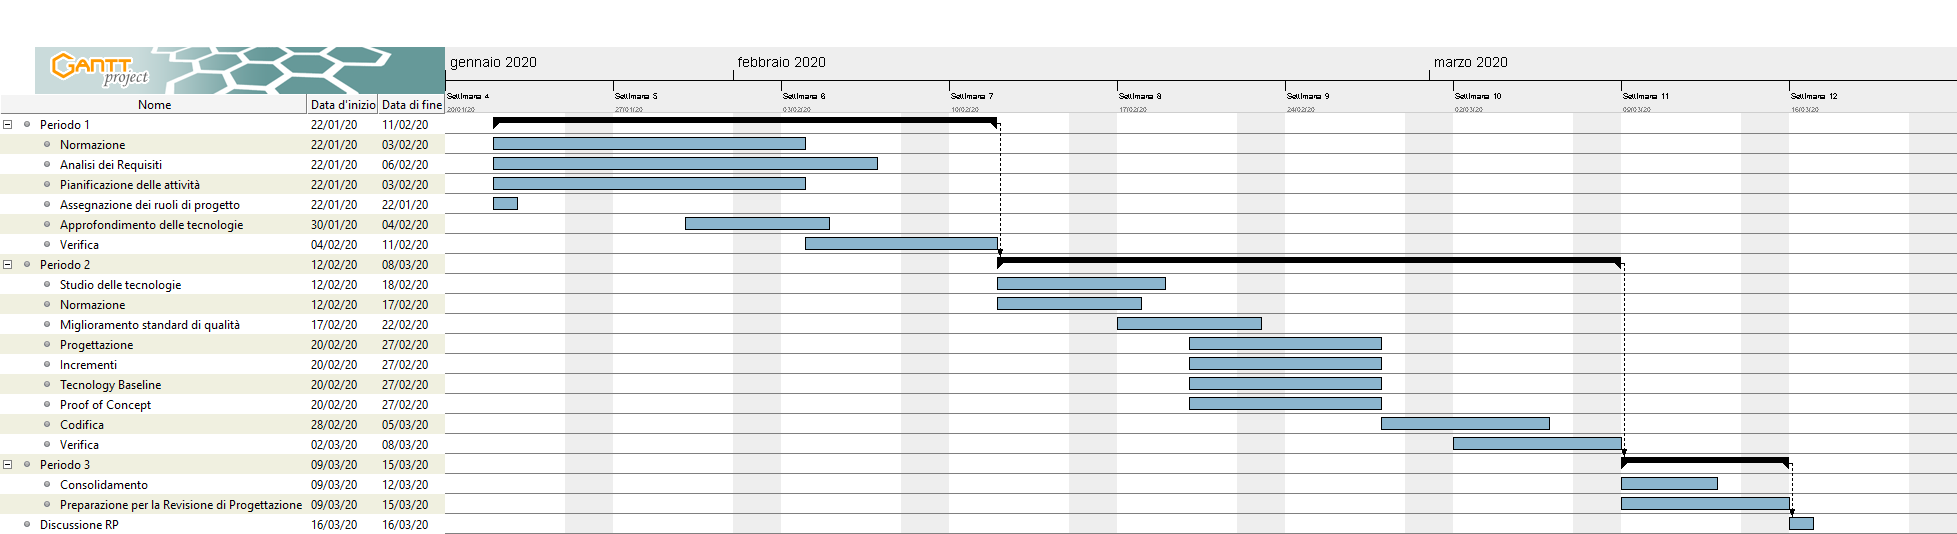 GANTT
project
gennaio 2020
febbraio 2020
marzo 2020
Settimana 4
Settimana 5
Settimana 6
Settimana 7
Settimana 8
Settimana 9
Settimana 10
Settimana 11
Settimana 12
20/01/20
27/01/20
03/02/20
10/02/20
17/02/20
24/02/20
02/03/20
09/03/20
16/03/20
Nome Data d'inizio Data di fine
Periodo 1 22/01/20 11/02/20
Normazione 22/01/20 03/02/20
Analisi dei Requisiti 22/01/20 06/02/20
Pianificazione delle attività 22/01/20 03/02/20
Assegnazione dei ruoli di progetto 22/01/20 22/01/20
Approfondimento delle tecnologie 30/01/20 04/02/20
Verifica 04/02/20 11/02/20
Periodo 2 12/02/20 08/03/20
Studio delle tecnologie 12/02/20 18/02/20
Normazione 12/02/20 17/02/20
Miglioramento standard di qualità 17/02/20 22/02/20
Progettazione 20/02/20 27/02/20
Incrementi 20/02/20 27/02/20
Tecnology Baseline 20/02/20 27/02/20
Proof of Concept 20/02/20 27/02/20
Codifica 28/02/20 05/03/20
Verifica 02/03/20 08/03/20
Periodo 3 09/03/20 15/03/20
Consolidamento 09/03/20 12/03/20
Preparazione per la Revisione di Progettazione 09/03/20 15/03/20
Discussione RP 16/03/20 16/03/20